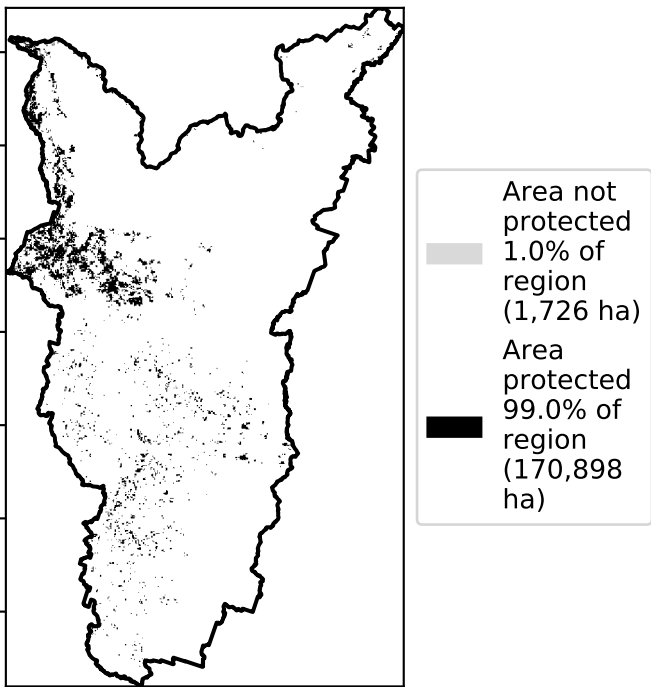 Area not
protected
1.0% of
region
(1,726 ha)
Area
protected
99.0% of
region
(170,898
ha)